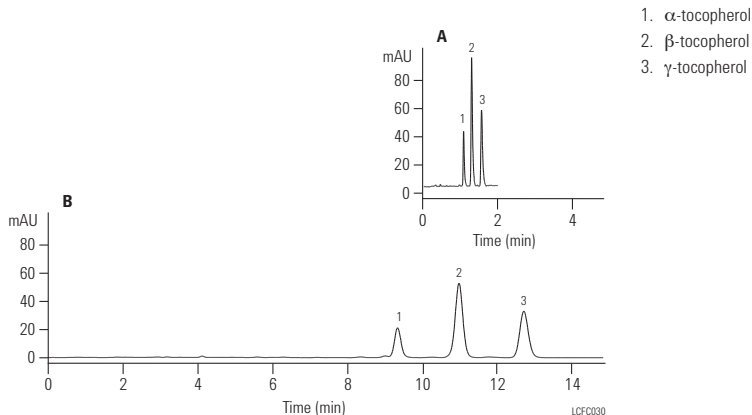 1. α-tocopherol
2. β-tocopherol
3. γ-tocopherol
A
mAU
80
60
40
20
0
1
2
3
0 2 4
Time (min)
B
mAU
80
60
40
20
0
1
2
3
0 2 4 6 8 10 12 14
Time (min)
LCFC030